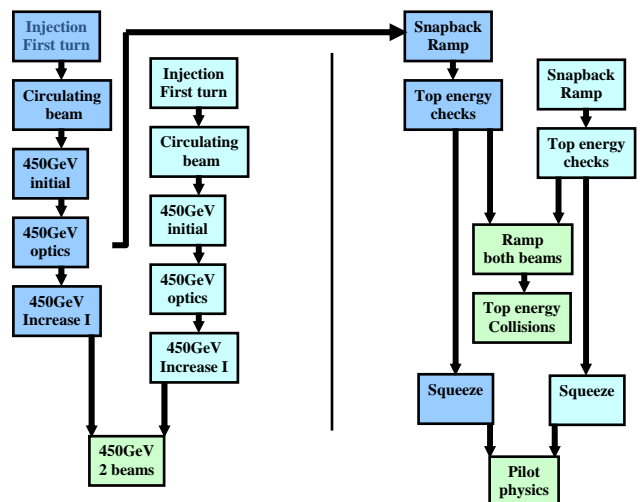 Injection
First turn
Circulating
beam
450GeV
initial
450GeV
optics
450GeV
Increase I
Injection
First turn
Circulating
beam
450GeV
initial
450GeV
optics
450GeV
Increase I
450GeV
2 beams
Snapback
Ramp
Top energy
checks
Snapback
Ramp
Top energy
checks
Ramp
both beams
Top energy
Collisions
Squeeze
Squeeze
Pilot
physics